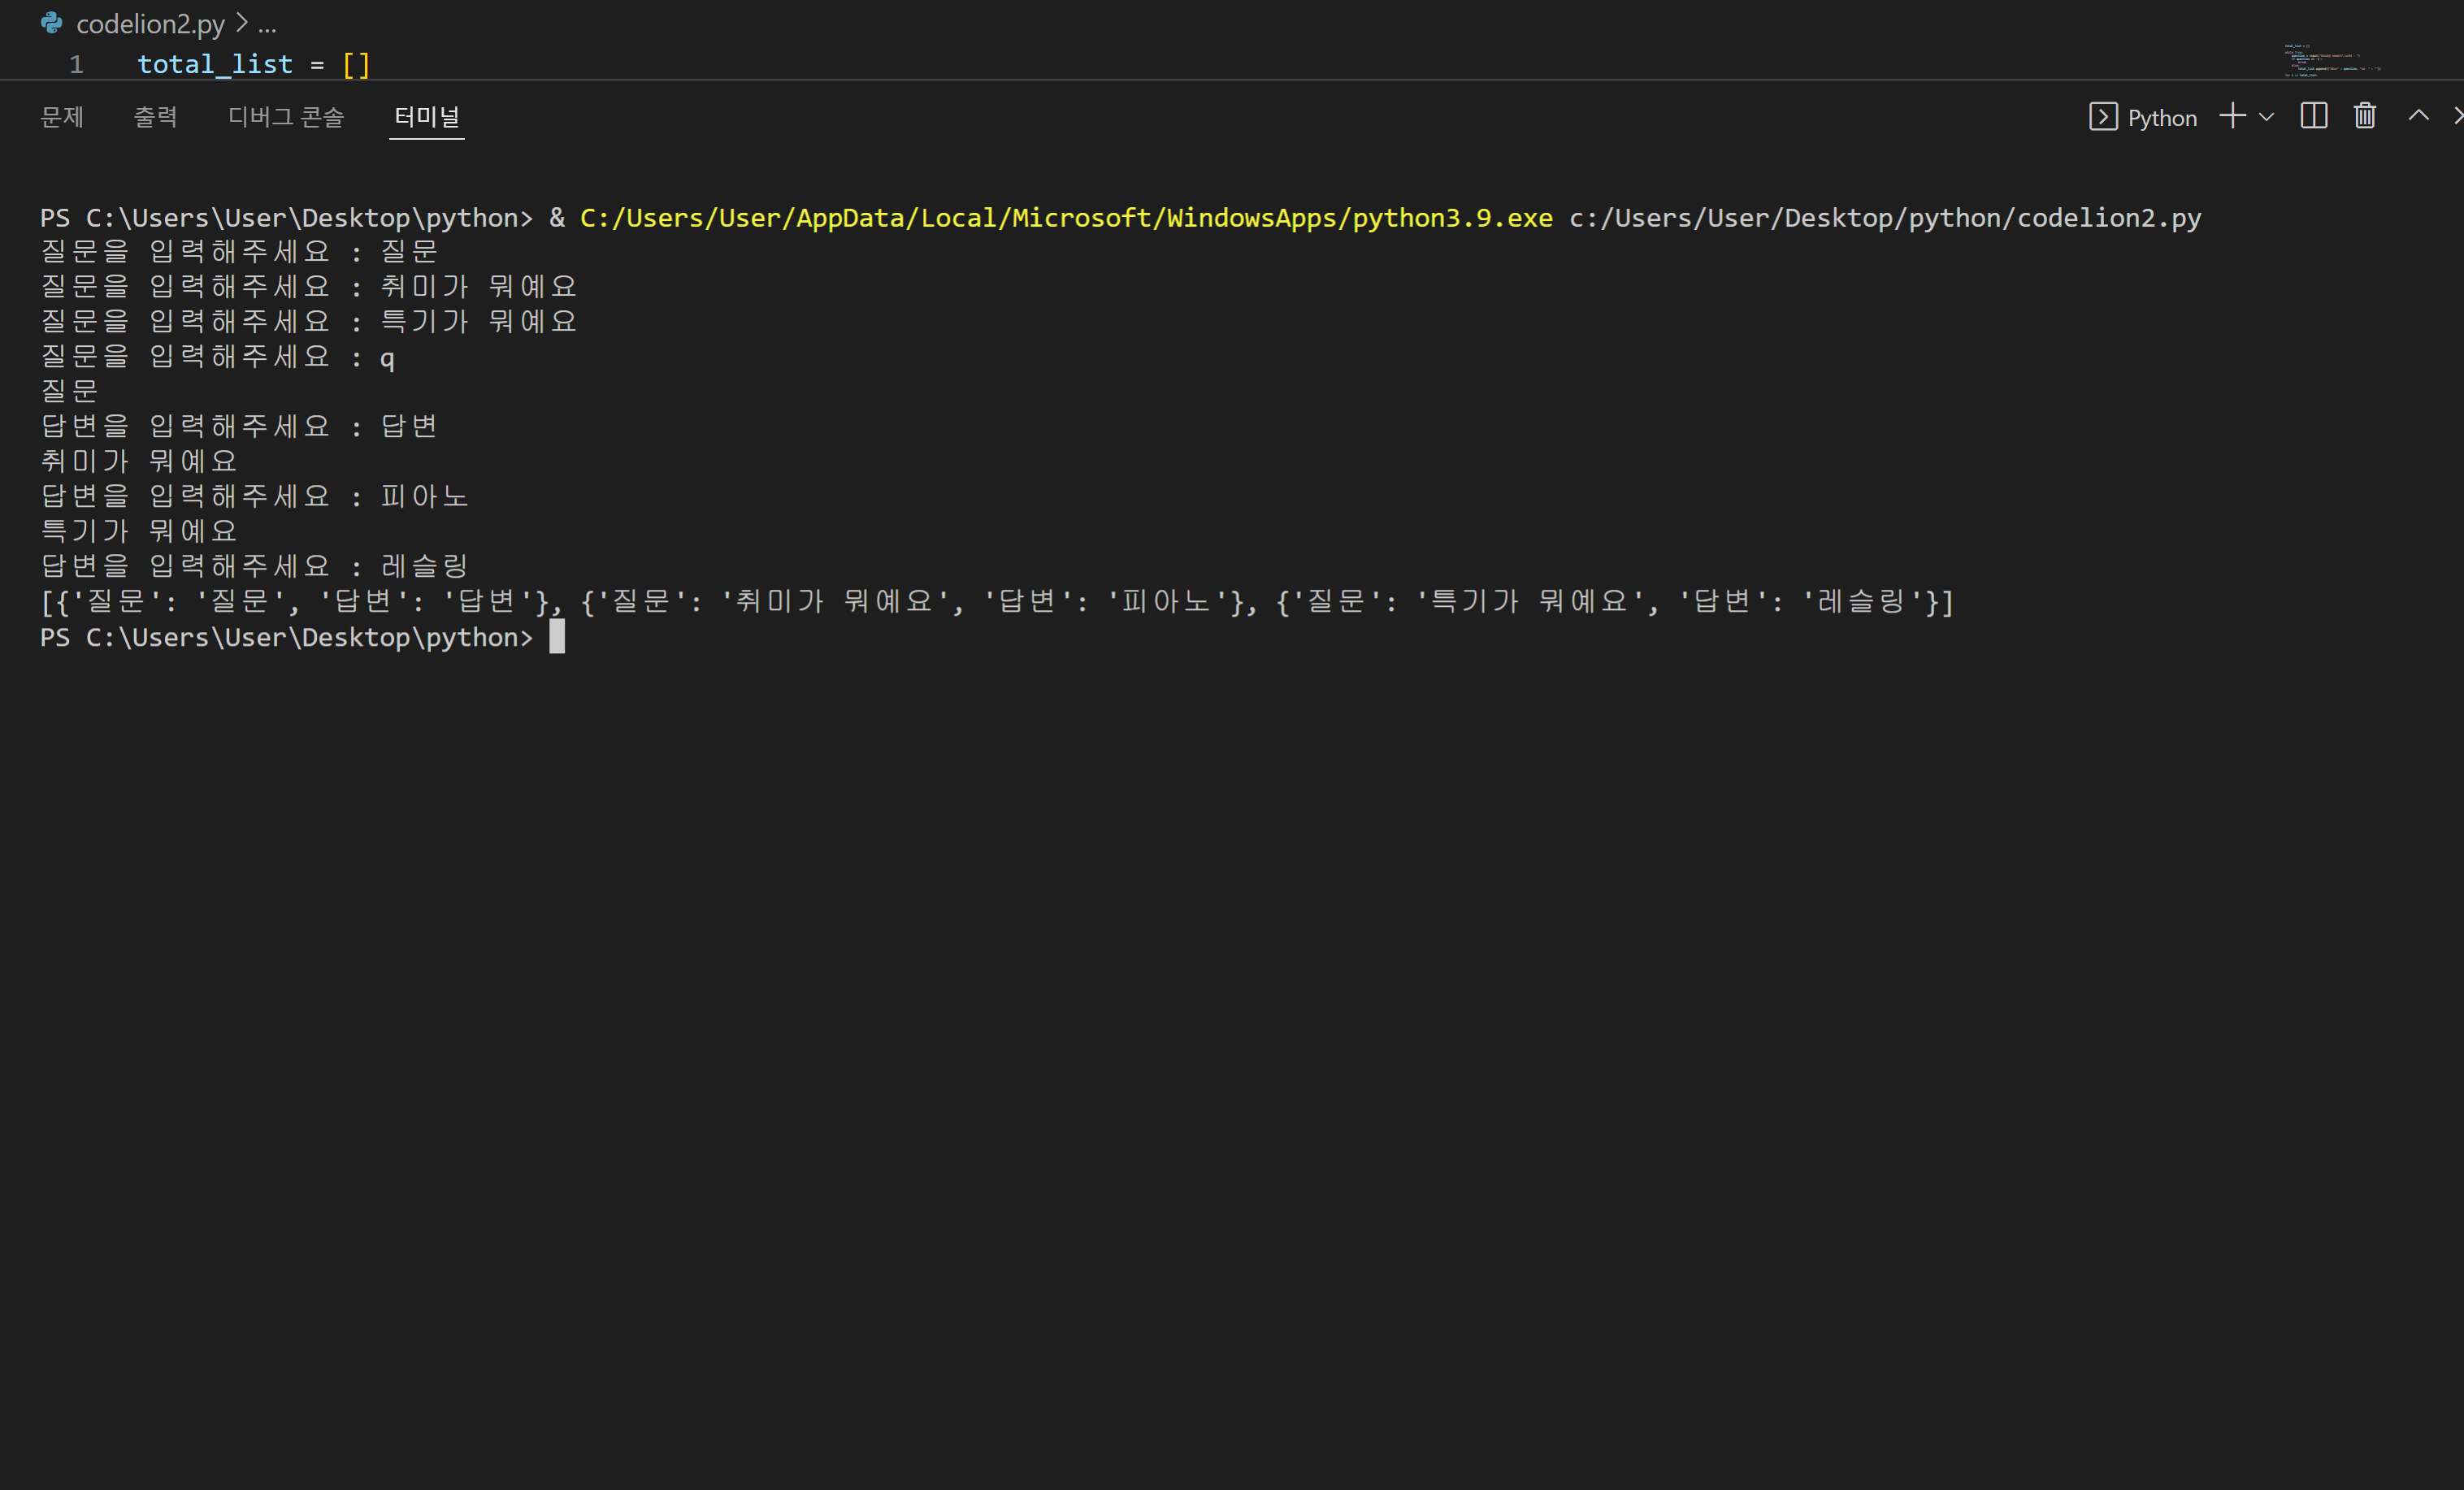 codelion2.py > ...
1 total_list = []
문제 출력 디버그 콘솔 터미널 Python
PS C:\Users\User\Desktop\python> & C:/Users/User/AppData/Local/Microsoft/WindowsApps/python3.9.exe c:/Users/User/Desktop/python/codelion2.py
질문을 입력해주세요 : 질문
질문을 입력해주세요 : 취미가 뭐예요
질문을 입력해주세요 : 특기가 뭐예요
질문을 입력해주세요 : q
질문
답변을 입력해주세요 : 답변
취미가 뭐예요
답변을 입력해주세요 : 피아노
특기가 뭐예요
답변을 입력해주세요 : 레슬링
[{'질문': '질문', '답변': '답변'}, {'질문': '취미가 뭐예요', '답변': '피아노'}, {'질문': '특기가 뭐예요', '답변': '레슬링'}]
PS C:\Users\User\Desktop\python>